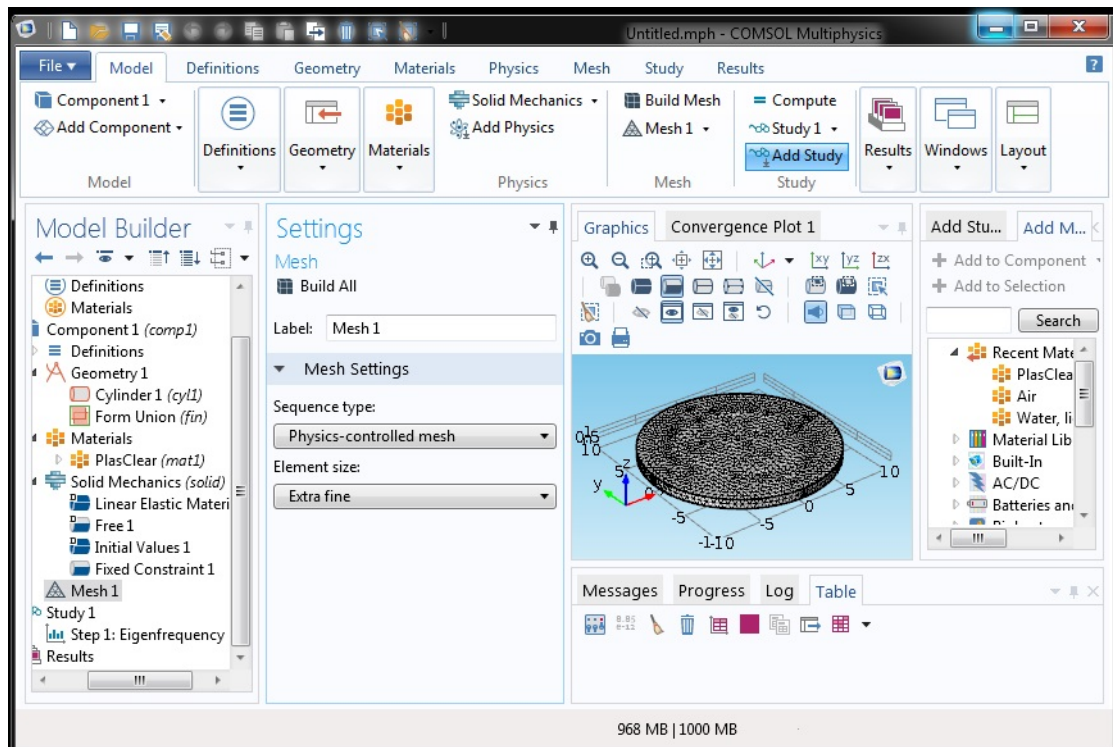 Untitled.mph - COMSOL Multiphysics
File Model Definitions Geometry Materials Physics Mesh Study Results
Component 1
Add Component
Model
Definitions
Geometry
Materials
Solid Mechanics
Add Physics
Physics
Build Mesh
Mesh 1
Mesh
= Compute
Study 1
Add Study
Study
Results
Windows
Layout
Model Builder
Definitions
Materials
Component 1 (comp1)
Definitions
Geometry 1
Cylinder 1 (cyl1)
Form Union (fin)
Materials
PlasClear (mat1)
Solid Mechanics (solid)
Linear Elastic Materi
Free 1
Initial Values 1
Fixed Constraint 1
Mesh 1
Study 1
Step 1: Eigenfrequency
Results
Settings
Mesh
Build All
Label: Mesh 1
Mesh Settings
Sequence type:
Physics-controlled mesh
Element size:
Extra fine
Graphics Convergence Plot 1
xy yz zx
10
5
z
y
10
5
0
-5
-5
-10
Messages Progress Log Table
8.85
e-12
Add Stu... Add M...
Add to Component
Add to Selection
Search
Recent Mate
PlasClea
Air
Water, li
Material Lib
Built-In
AC/DC
Batteries and
968 MB | 1000 MB